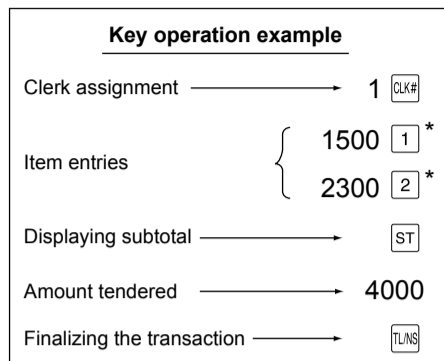 Key operation example
Clerk assignment 1 CLK#
1500 1 *
Item entries
2300 2 *
Displaying subtotal ST
Amount tendered 4000
Finalizing the transaction TL/NS